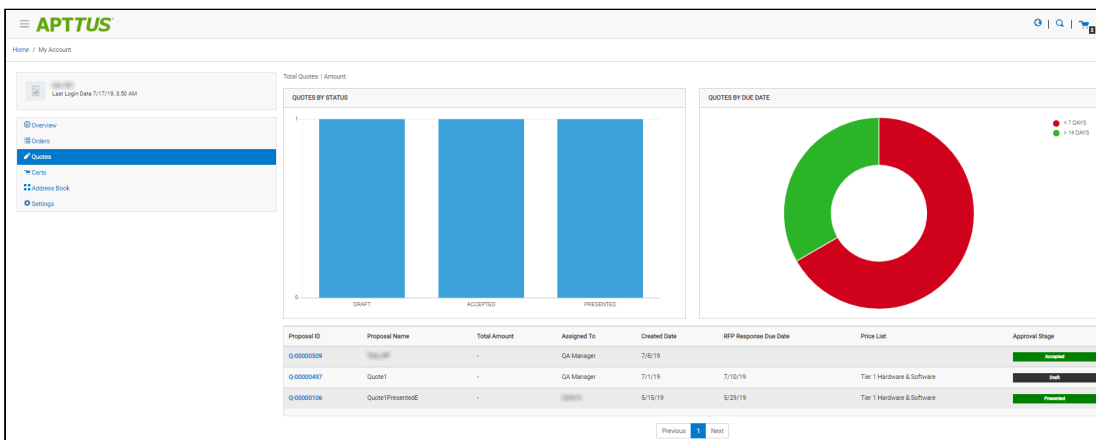 APTTUS
2
Home / My Account
Last Login Date 7/17/19, 3:50 AM
Overview
Orders
Quotes
Carts
Address Book
Settings
Total Quotes: | Amount:
QUOTES BY STATUS
1
0
DRAFT ACCEPTED PRESENTED
QUOTES BY DUE DATE
< 7 DAYS
> 14 DAYS
Proposal ID Proposal Name Total Amount Assigned To Created Date RFP Response Due Date Price List Approval Stage
Q-00000509 - QA Manager 7/8/19 Accepted
Q-00000497 Quote1 - QA Manager 7/1/19 7/10/19 Tier 1 Hardware & Software Draft
Q-00000106 Quote1PresentedE - 5/15/19 5/29/19 Tier 1 Hardware & Software Presented
Previous 1 Next